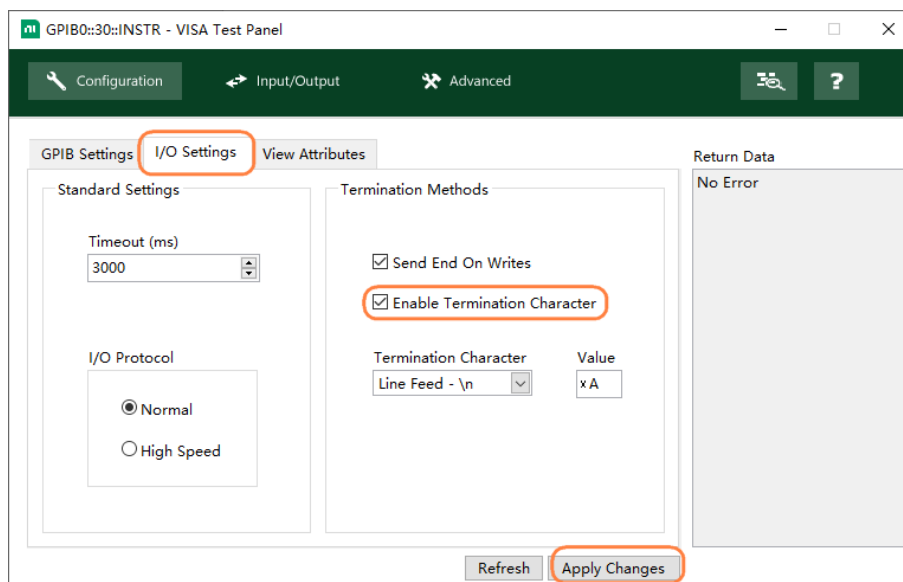 GPIB0::30::INSTR - VISA Test Panel
Configuration
Input/Output
Advanced
?
GPIB Settings
I/O Settings
View Attributes
Return Data
No Error
Standard Settings
Timeout (ms)
3000
I/O Protocol
Normal
High Speed
Termination Methods
Send End On Writes
Enable Termination Character
Termination Character
Value
Line Feed - \n
x A
Refresh
Apply Changes